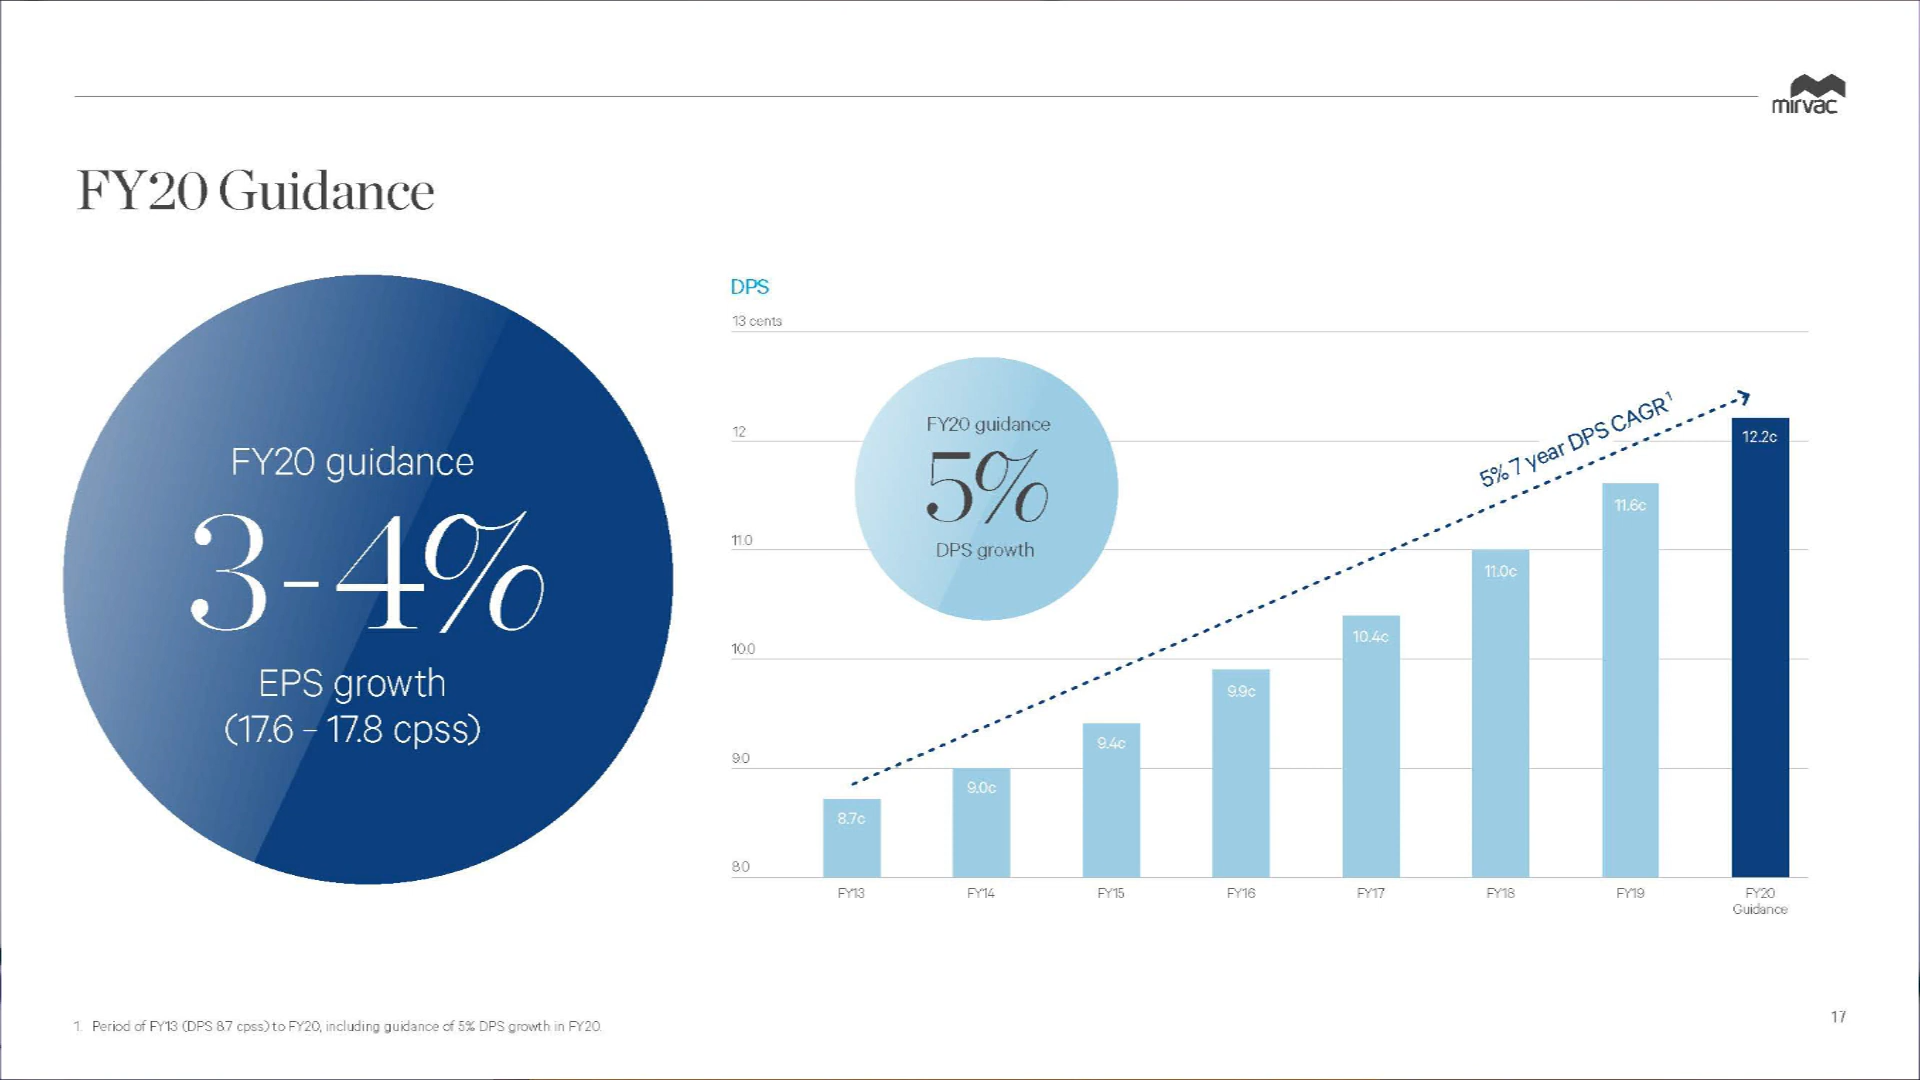 mirvac
FY20 Guidance
FY20 guidance
3-4%
EPS growth
(17.6 – 17.8 cpss)
DPS
13 cents
12
11.0
10.0
9.0
8.0
FY20 guidance
5%
DPS growth
5% 7 year DPS CAGR¹
8.7c
9.0c
9.4c
9.9c
10.4c
11.0c
11.6c
12.2c
FY13
FY14
FY15
FY16
FY17
FY18
FY19
FY20
Guidance
1. Period of FY13 (DPS 8.7 cpss) to FY20, including guidance of 5% DPS growth in FY20.
17